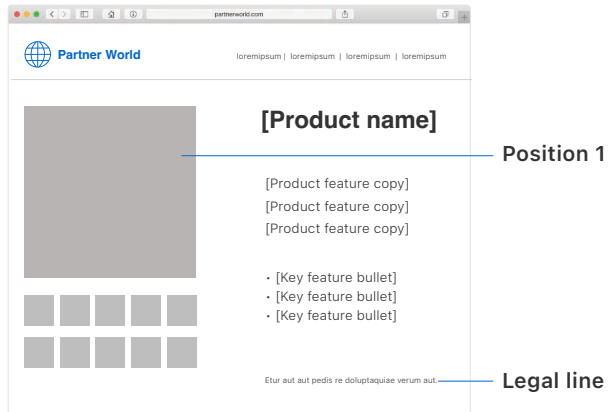 partnerworld.com
Partner World
loremipsum | loremipsum | loremipsum | loremipsum
[Product name]
Position 1
[Product feature copy]
[Product feature copy]
[Product feature copy]
• [Key feature bullet]
• [Key feature bullet]
• [Key feature bullet]
Etur aut aut pedis re doluptaquiae verum aut.
Legal line